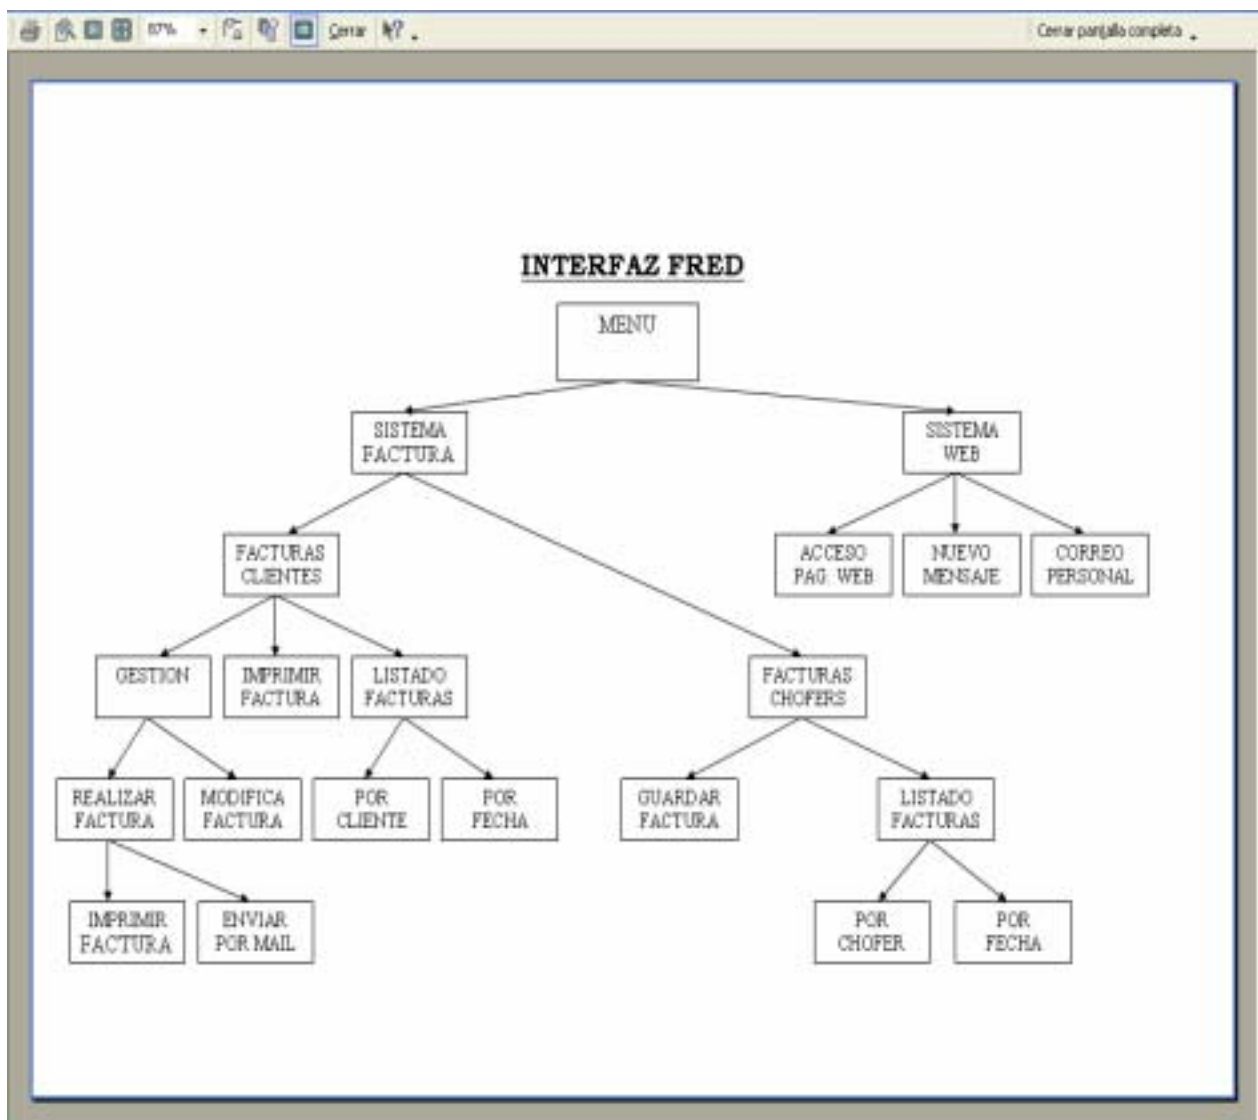 87%
Cerrar
Cerrar pantalla completa
INTERFAZ FRED
MENU
SISTEMA
FACTURA
SISTEMA
WEB
FACTURAS
CLIENTES
ACCESO
PAG. WEB
NUEVO
MENSAJE
CORREO
PERSONAL
GESTION
IMPRIMIR
FACTURA
LISTADO
FACTURAS
FACTURAS
CHOFERS
REALIZAR
FACTURA
MODIFICA
FACTURA
POR
CLIENTE
POR
FECHA
GUARDAR
FACTURA
LISTADO
FACTURAS
IMPRIMIR
FACTURA
ENVIAR
POR MAIL
POR
CHOFER
POR
FECHA